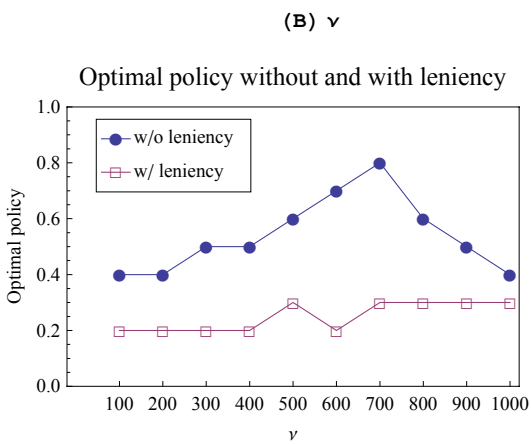 (B) ν
Optimal policy without and with leniency
1.0
0.8
0.6
0.4
0.2
0.0
Optimal policy
w/o leniency
w/ leniency
100 200 300 400 500 600 700 800 900 1000
ν